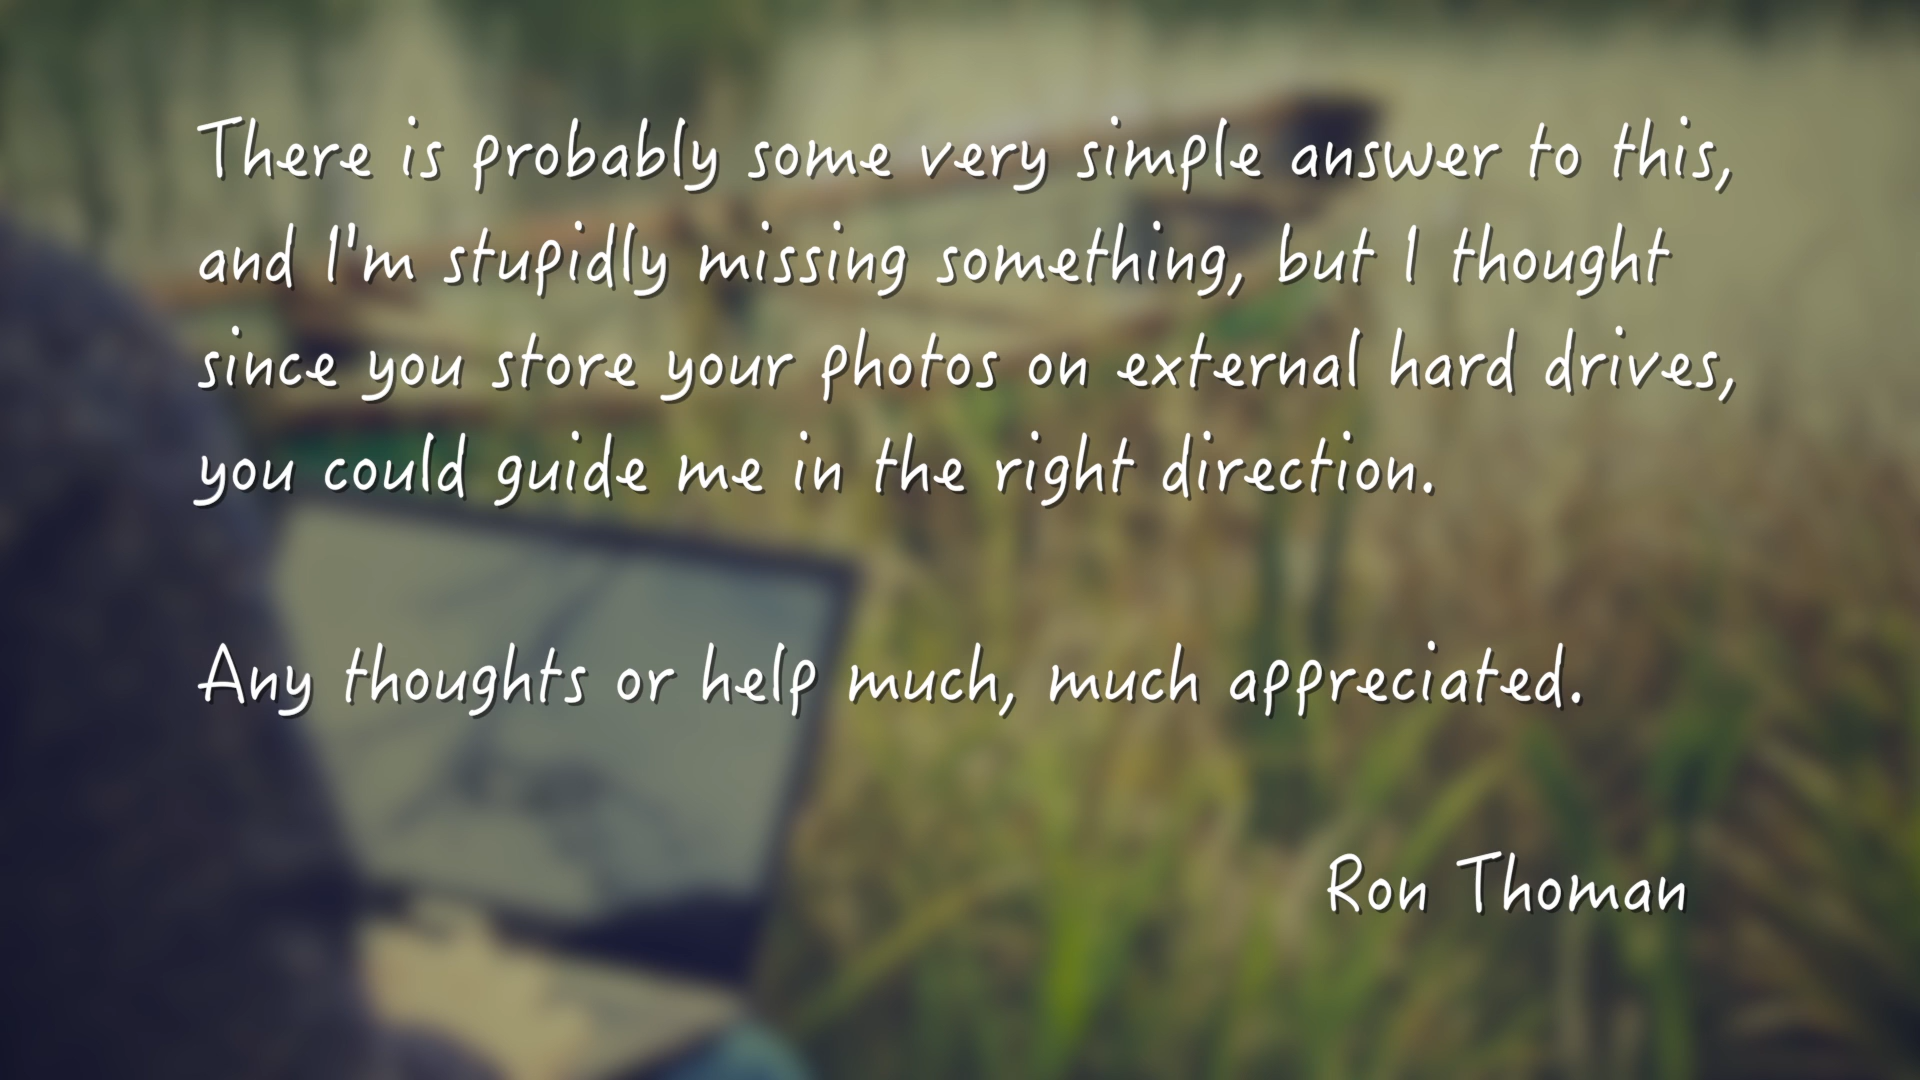 There is probably some very simple answer to this,
and I'm stupidly missing something, but I thought
since you store your photos on external hard drives,
you could guide me in the right direction.
Any thoughts or help much, much appreciated.
Ron Thoman